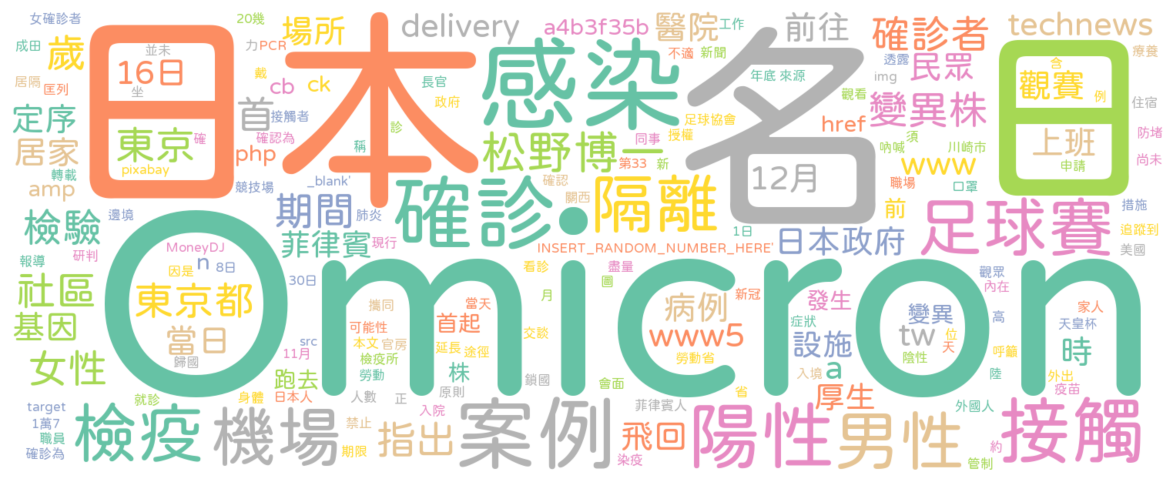 女確診者
20幾
場所
delivery
a4b3f35b
醫院
工作
前往
確診者
technews
成田
歲
日
並未
16日
坐
力
PCR
戴
cb
ck
本
長官
政府
感染
不適
新聞
名
年底
來源
透露
民眾
img
日
觀賽
含
例
療養
居隔
匡列
定序
東京
確
首
接觸者
確認為
診
稱
足球協會
授權
觀看
href
變異株
須
上班
申請
住宿
防堵
尚未
居家
轉載
amp
pixabay
php
競技場
_blank'
松野博一
同事
第33
新
12月
吶喊
川崎市
www
職場
口罩
確認
關西
隔離
前
足球賽
措施
追蹤到
美國
檢驗
邊境
期間
肺炎
確診
1日
日本政府
MoneyDJ
研判
報導
n
8日
菲律賓
現行
INSERT_RANDOM_NUMBER_HERE'
Omicron
因是
30日
看診
盡量
圖
月
觀眾
內在
社區
基因
東京都
當日
歸國
攜同
當天
可能性
首起
本文
官房
延長
途徑
交談
病例
新冠
發生
症狀
變異
高
家人
天皇杯
www5
設施
tw
位
天
時
呼籲
src
11月
檢疫所
勞動
株
原則
鎖國
勞動省
入境
a
陰性
陸
外出
疫苗
女性
就診
跑去
日本人
身體
人數
正
會面
省
厚生
外國人
target
1萬7
職員
確診為
檢疫
機場
禁止
期限
指出
入院
案例
菲律賓人
飛回
染疫
陽性
男性
管制
約
接觸